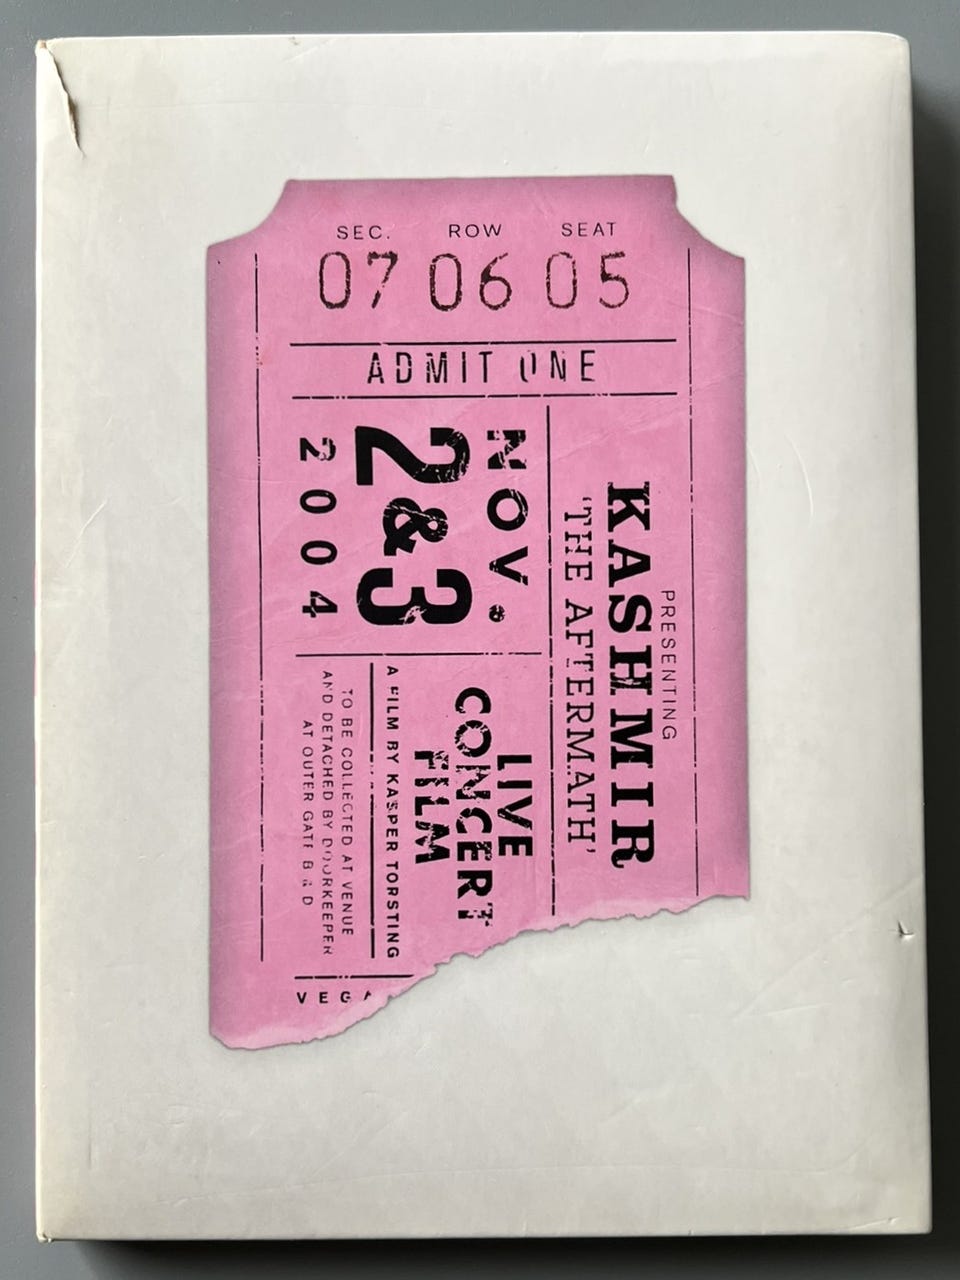 SEC. ROW SEAT
07 06 05
ADMIT ONE
PRESENTING
KASHMIR
'THE AFTERMATH'
NOV.
2&3
2004
LIVE
CONCERT
FILM
A FILM BY KASPER TORSTING
TO BE COLLECTED AT VENUE
AND DETACHED BY DOORKEEPER
AT OUTER GATE B & D